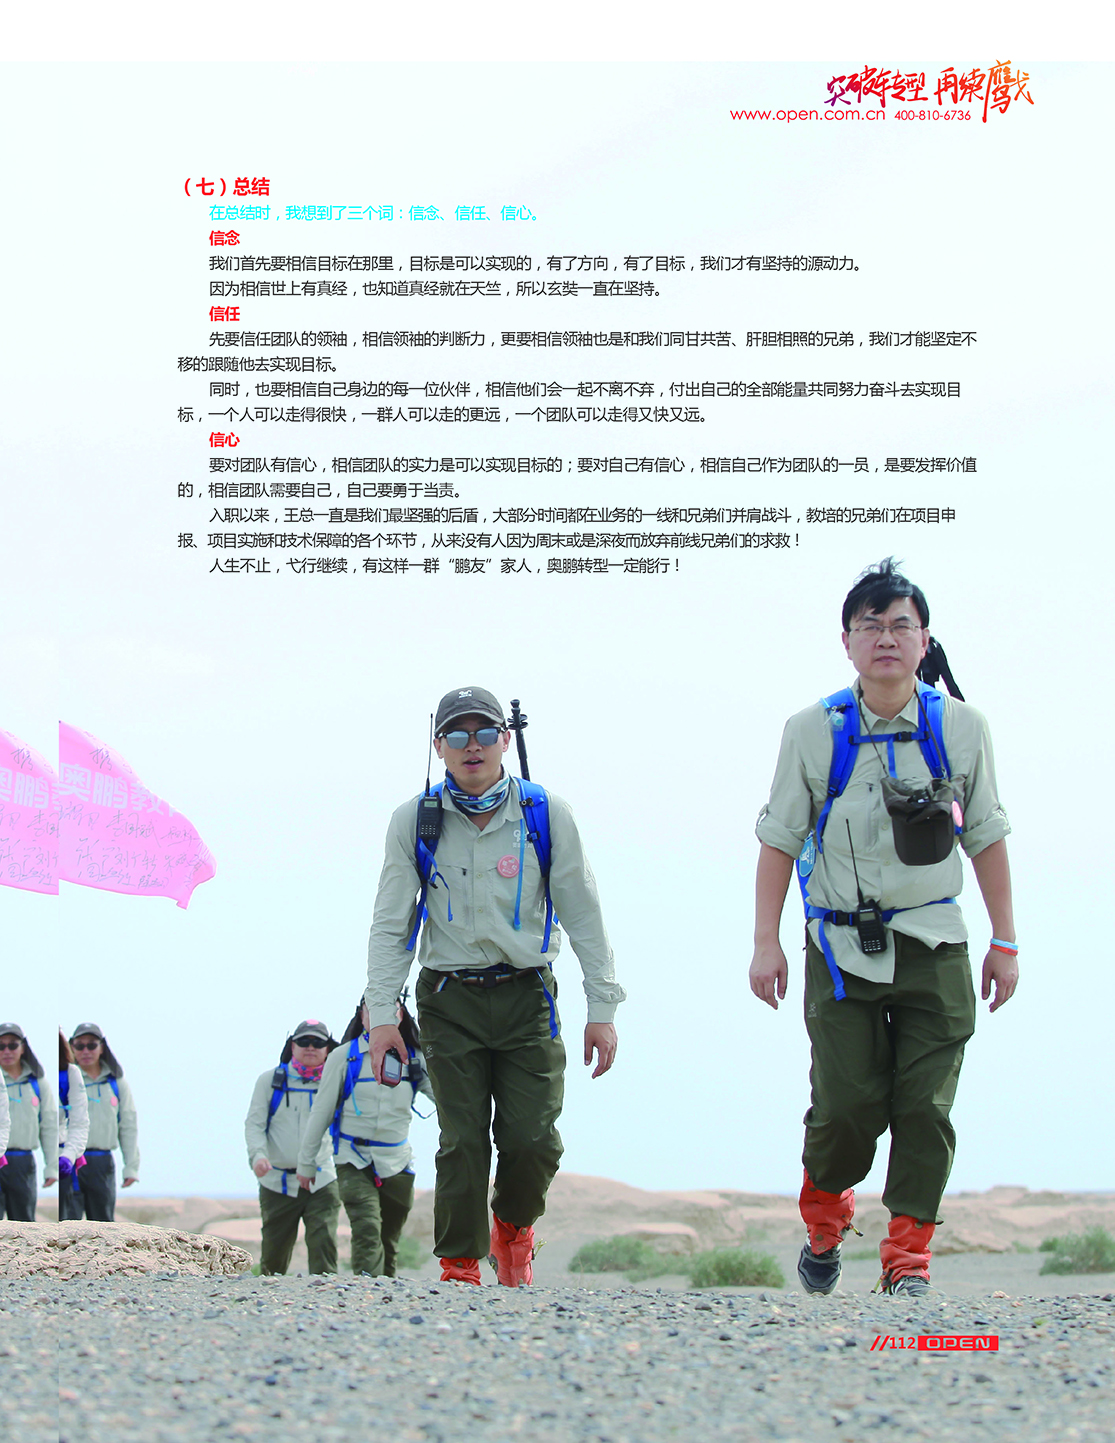 突破转型 再续鹰戈
www.open.com.cn 400-810-6736
（七）总结
在总结时，我想到了三个词：信念、信任、信心。
信念
我们首先要相信目标在那里，目标是可以实现的，有了方向，有了目标，我们才有坚持的源动力。
因为相信世上有真经，也知道真经就在天竺，所以玄奘一直在坚持。
信任
先要信任团队的领袖，相信领袖的判断力，更要相信领袖也是和我们同甘共苦、肝胆相照的兄弟，我们才能坚定不
移的跟随他去实现目标。
同时，也要相信自己身边的每一位伙伴，相信他们会一起不离不弃，付出自己的全部能量共同努力奋斗去实现目
标，一个人可以走得很快，一群人可以走的更远，一个团队可以走得又快又远。
信心
要对团队有信心，相信团队的实力是可以实现目标的；要对自己有信心，相信自己作为团队的一员，是要发挥价值
的，相信团队需要自己，自己要勇于当责。
入职以来，王总一直是我们最坚强的后盾，大部分时间都在业务的一线和兄弟们并肩战斗，教培的兄弟们在项目申
报、项目实施和技术保障的各个环节，从来没有人因为周末或是深夜而放弃前线兄弟们的求救！
人生不止，弋行继续，有这样一群“鹏友”家人，奥鹏转型一定能行！
奥鹏
奥鹏教
//112 OPEN